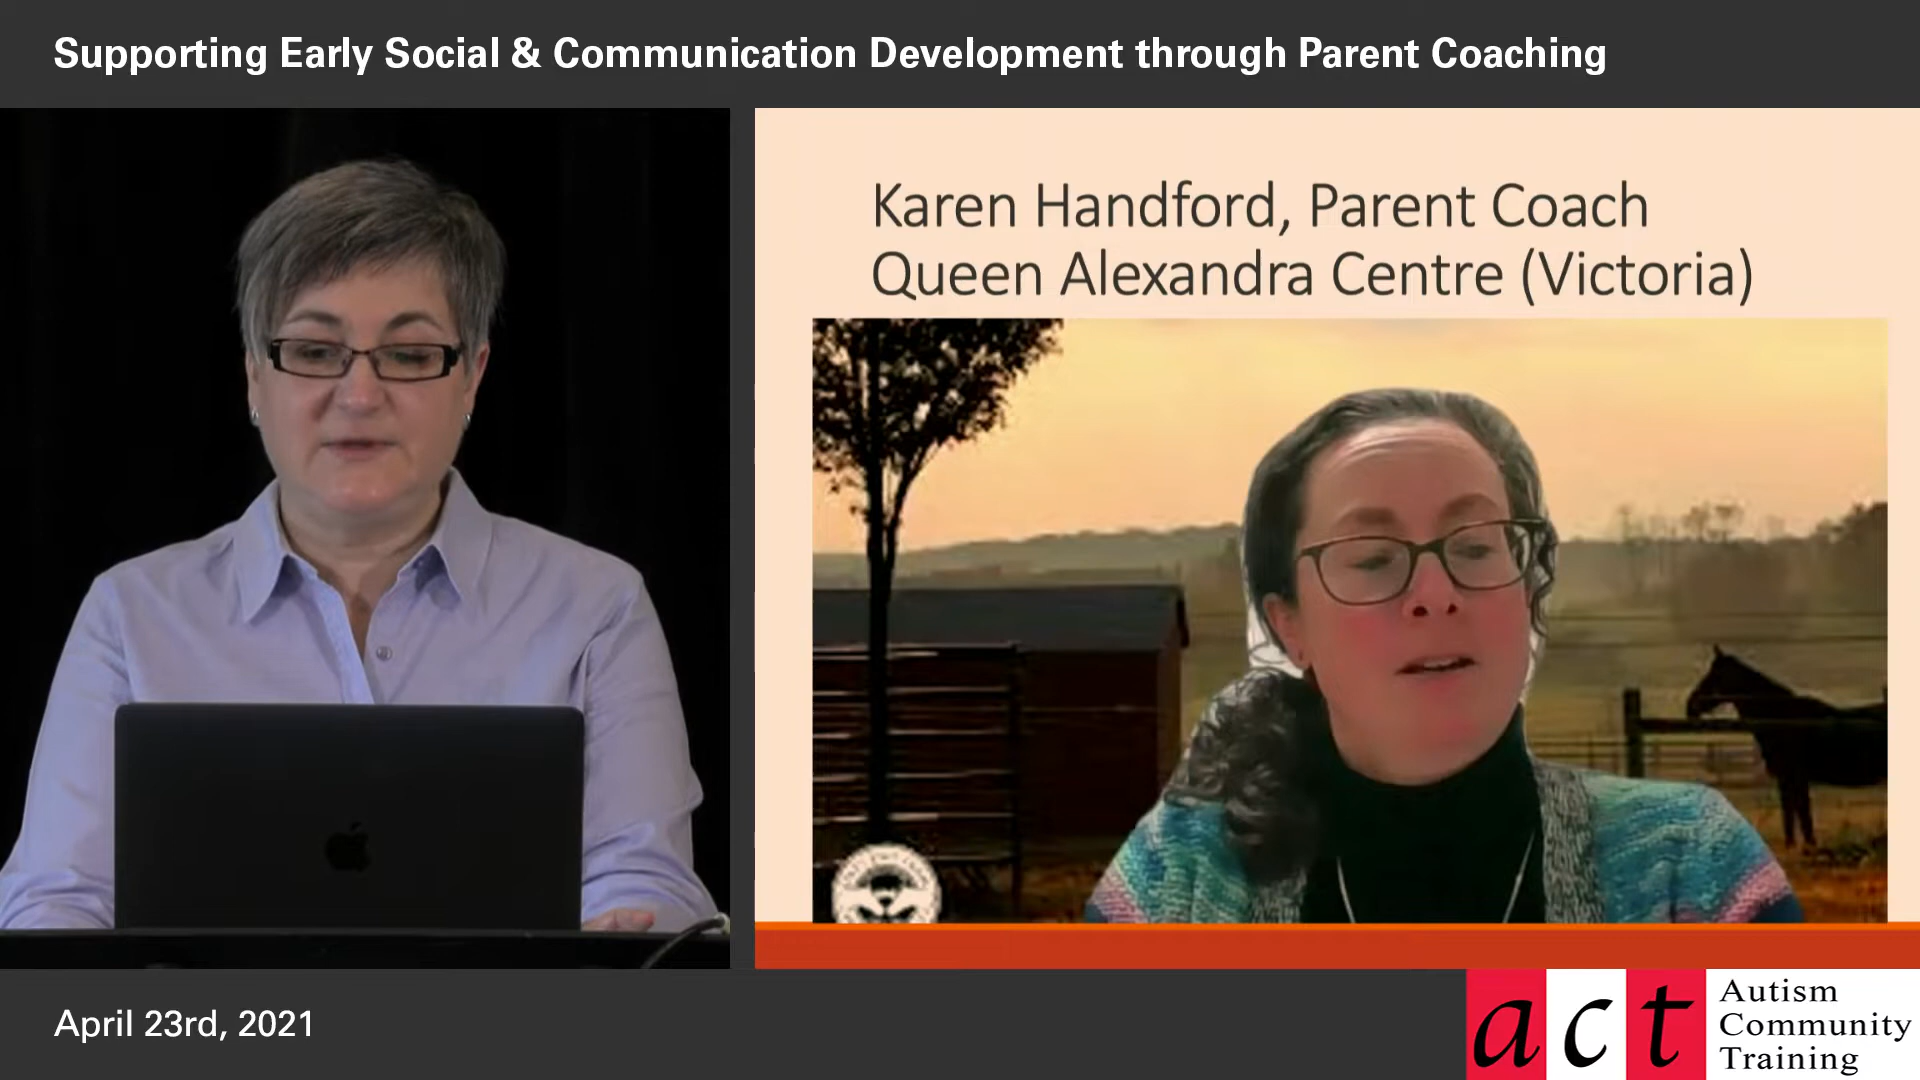 Supporting Early Social & Communication Development through Parent Coaching
Karen Handford, Parent Coach
Queen Alexandra Centre (Victoria)
April 23rd, 2021
act
Autism
Community
Training